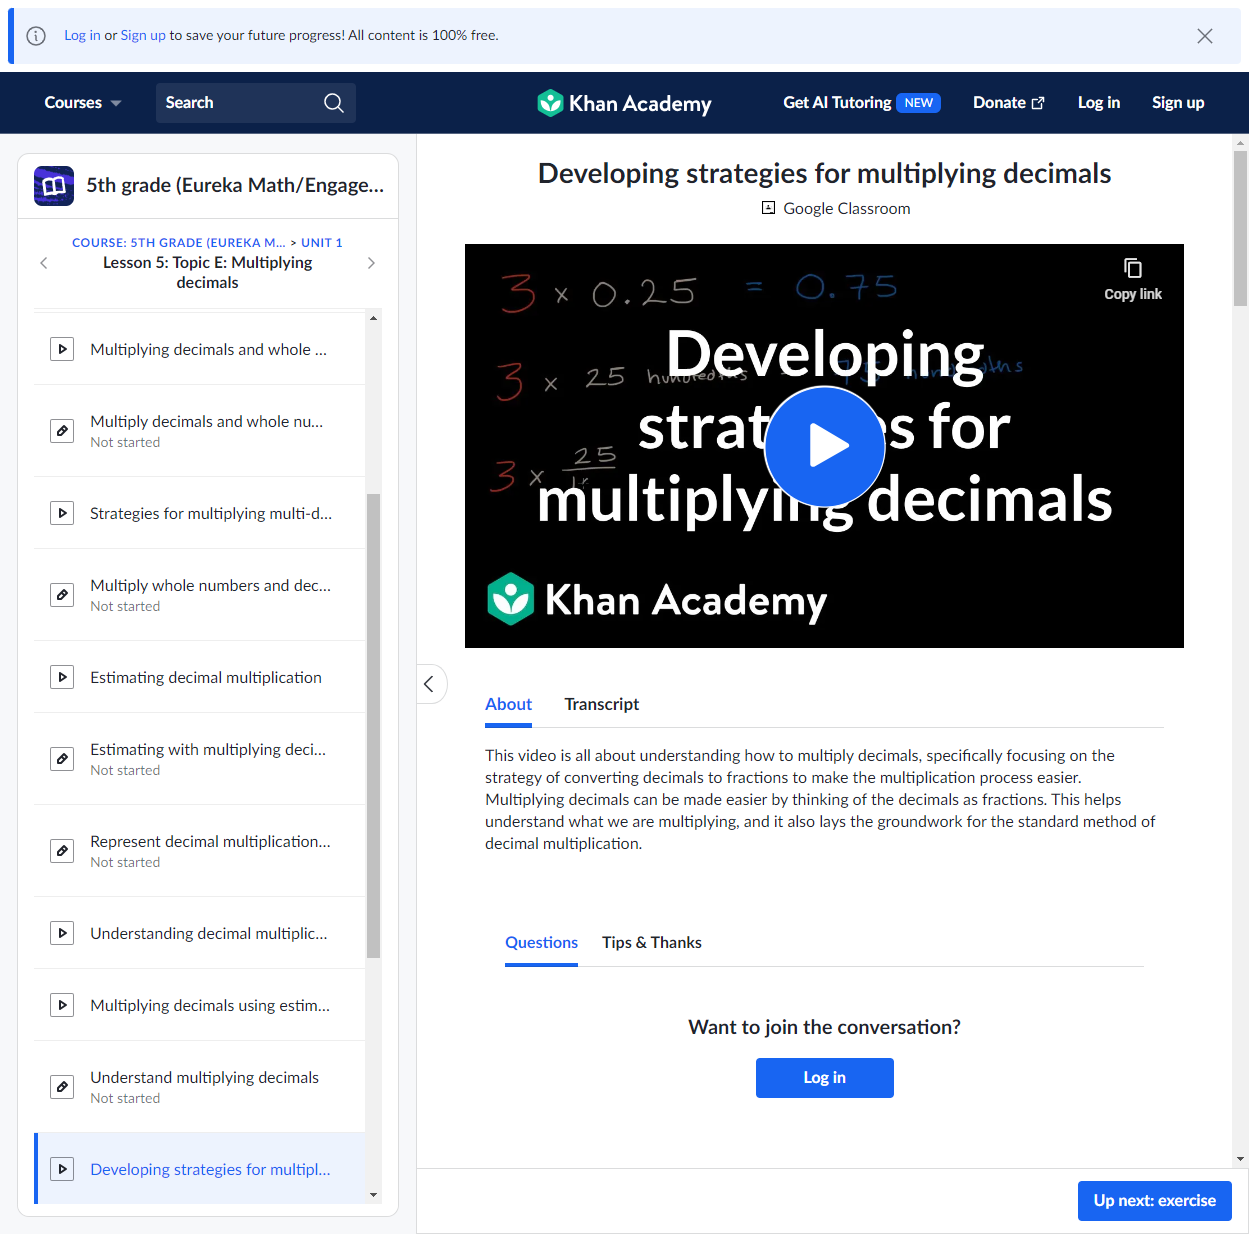 Log in or Sign up to save your future progress! All content is 100% free.
Courses
Search
Khan Academy
Get AI Tutoring NEW
Donate
Log in
Sign up
5th grade (Eureka Math/Engage...
COURSE: 5TH GRADE (EUREKA M... > UNIT 1
Lesson 5: Topic E: Multiplying
decimals
Multiplying decimals and whole ...
Multiply decimals and whole nu...
Not started
Strategies for multiplying multi-d...
Multiply whole numbers and dec...
Not started
Estimating decimal multiplication
Estimating with multiplying deci...
Not started
Represent decimal multiplication...
Not started
Understanding decimal multiplic...
Multiplying decimals using estim...
Understand multiplying decimals
Not started
Developing strategies for multipl...
Developing strategies for multiplying decimals
Google Classroom
3 × 0.25 = 0.75
Copy link
3 × 25 hundredths 75
3 × 25
Developing
strategies for
multiplying decimals
Khan Academy
About
Transcript
This video is all about understanding how to multiply decimals, specifically focusing on the
strategy of converting decimals to fractions to make the multiplication process easier.
Multiplying decimals can be made easier by thinking of the decimals as fractions. This helps
understand what we are multiplying, and it also lays the groundwork for the standard method of
decimal multiplication.
Questions
Tips & Thanks
Want to join the conversation?
Log in
Up next: exercise